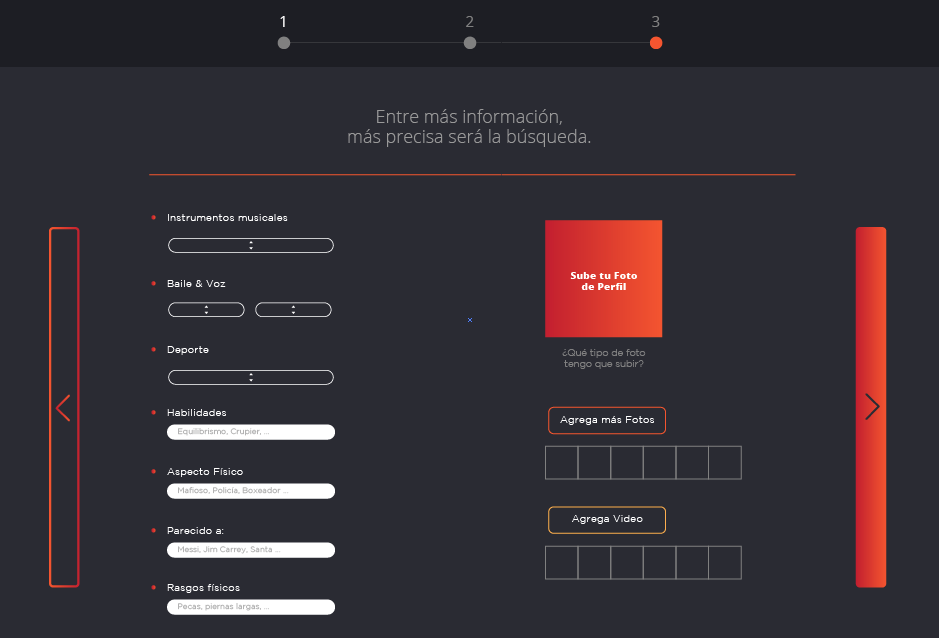 1
2
3
Entre más información,
más precisa será la búsqueda.
Instrumentos musicales
Baile & Voz
Deporte
Habilidades
Equilibrismo, Crupier, ...
Aspecto Físico
Mafioso, Policia, Boxeador ...
Parecido a:
Messi, Jim Carrey, Santa ...
Rasgos físicos
Pecas, piernas largas, ...
Sube tu Foto
de Perfil
¿Qué tipo de foto
tengo que subir?
Agrega más Fotos
Agrega Video